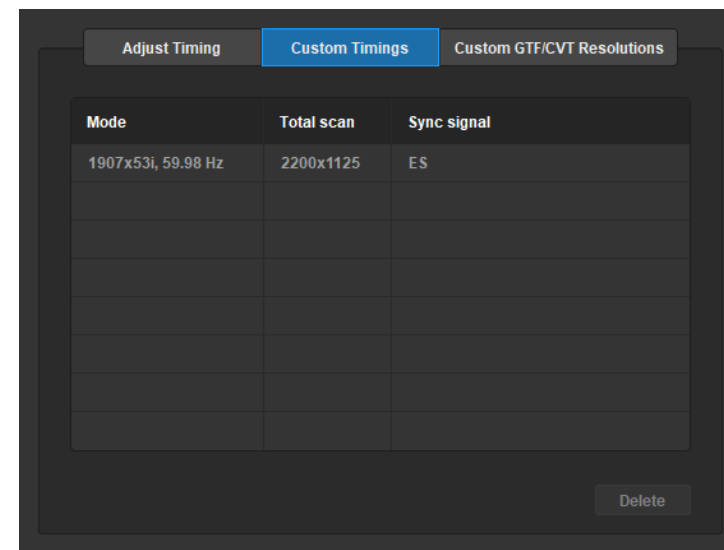 Adjust Timing Custom Timings Custom GTF/CVT Resolutions
Mode Total scan Sync signal
1907x53i, 59.98 Hz 2200x1125 ES
Delete